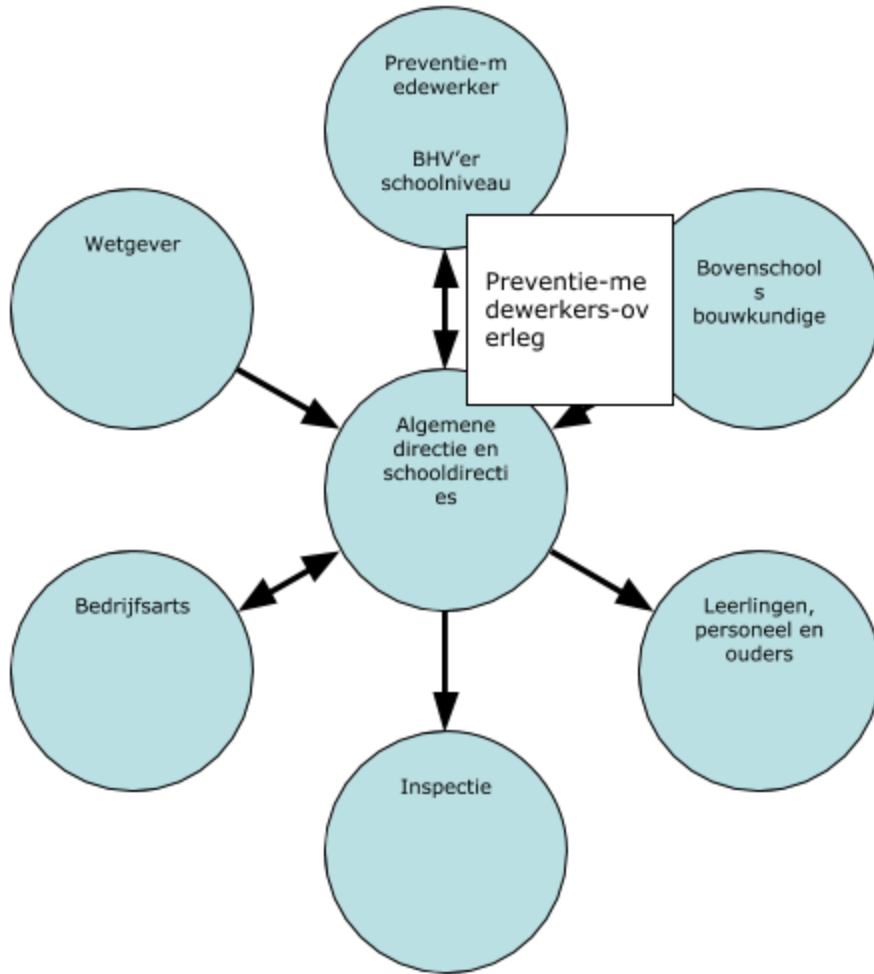 Preventie-m
edewerker
BHV'er
schoolniveau
Wetgever
Preventie-me
dewerkers-ov
erleg
Bovenschool
s
bouwkundige
Algemene
directie en
schooldirecti
es
Bedrijfsarts
Leerlingen,
personeel en
ouders
Inspectie